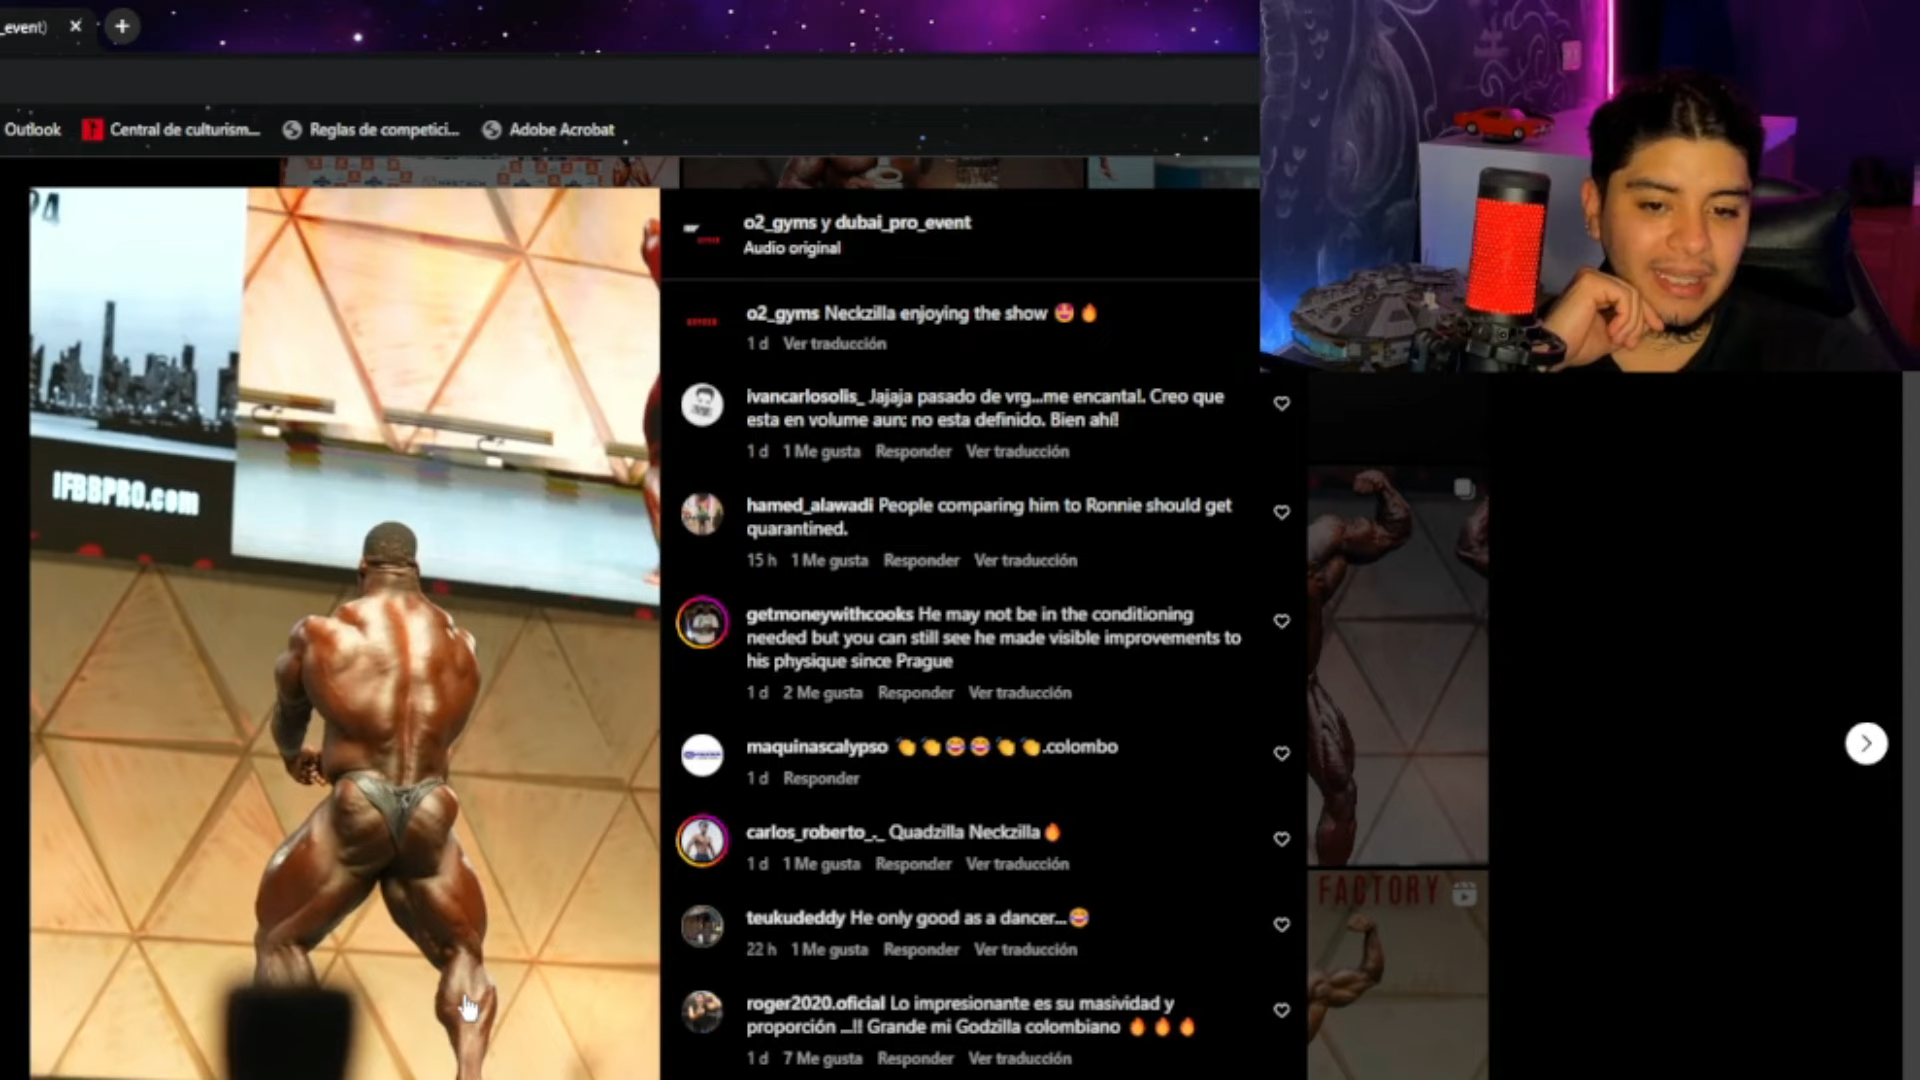 _event)
Outlook
Central de culturism...
Reglas de competici...
Adobe Acrobat
IFBBPRO.com
o2_gyms y dubai_pro_event
Audio original
o2_gyms Neckzilla enjoying the show 🤩🔥
1 d Ver traducción
ivancarlosolis_ Jajaja pasado de vrg...me encanta!. Creo que
esta en volume aun; no esta definido. Bien ahí!
1 d 1 Me gusta Responder Ver traducción
hamed_alawadi People comparing him to Ronnie should get
quarantined.
15 h 1 Me gusta Responder Ver traducción
getmoneywithcooks He may not be in the conditioning
needed but you can still see he made visible improvements to
his physique since Prague
1 d 2 Me gusta Responder Ver traducción
maquinascalypso 👏👏😂😂👏👏.colombo
1 d Responder
carlos_roberto_._ Quadzilla Neckzilla🔥
1 d 1 Me gusta Responder Ver traducción
teukudeddy He only good as a dancer...😂
22 h 1 Me gusta Responder Ver traducción
roger2020.oficial Lo impresionante es su masividad y
proporción ...!! Grande mi Godzilla colombiano 🔥🔥🔥
1 d 7 Me gusta Responder Ver traducción
FACTORY